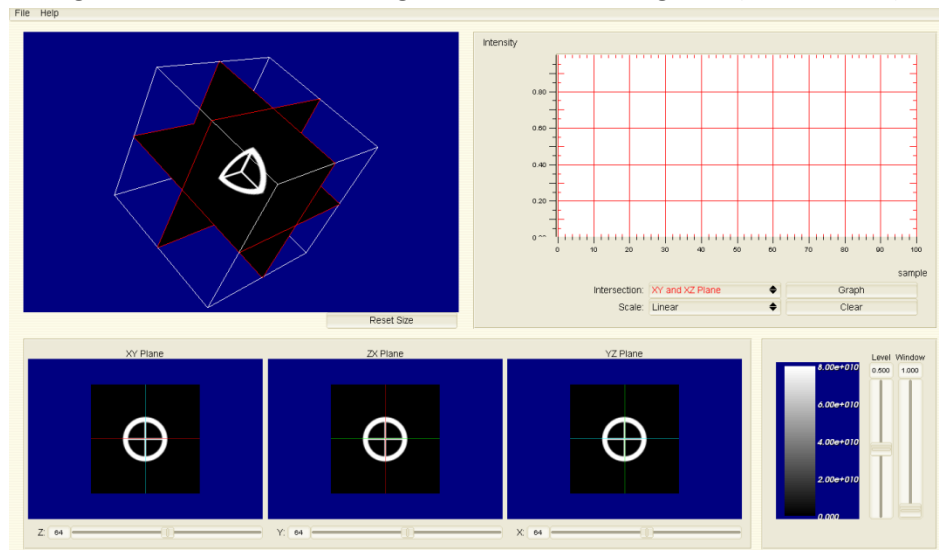 File Help
Intensity
0.80
0.60
0.40
0.20
0 10 20 30 40 50 60 70 80 90 100
sample
Intersection: XY and XZ Plane Graph
Scale: Linear Clear
Reset Size
XY Plane ZX Plane YZ Plane
Level Window
0.500 1.000
8.00e+010
6.00e+010
4.00e+010
2.00e+010
0.000
Z: 64 Y: 64 X: 64